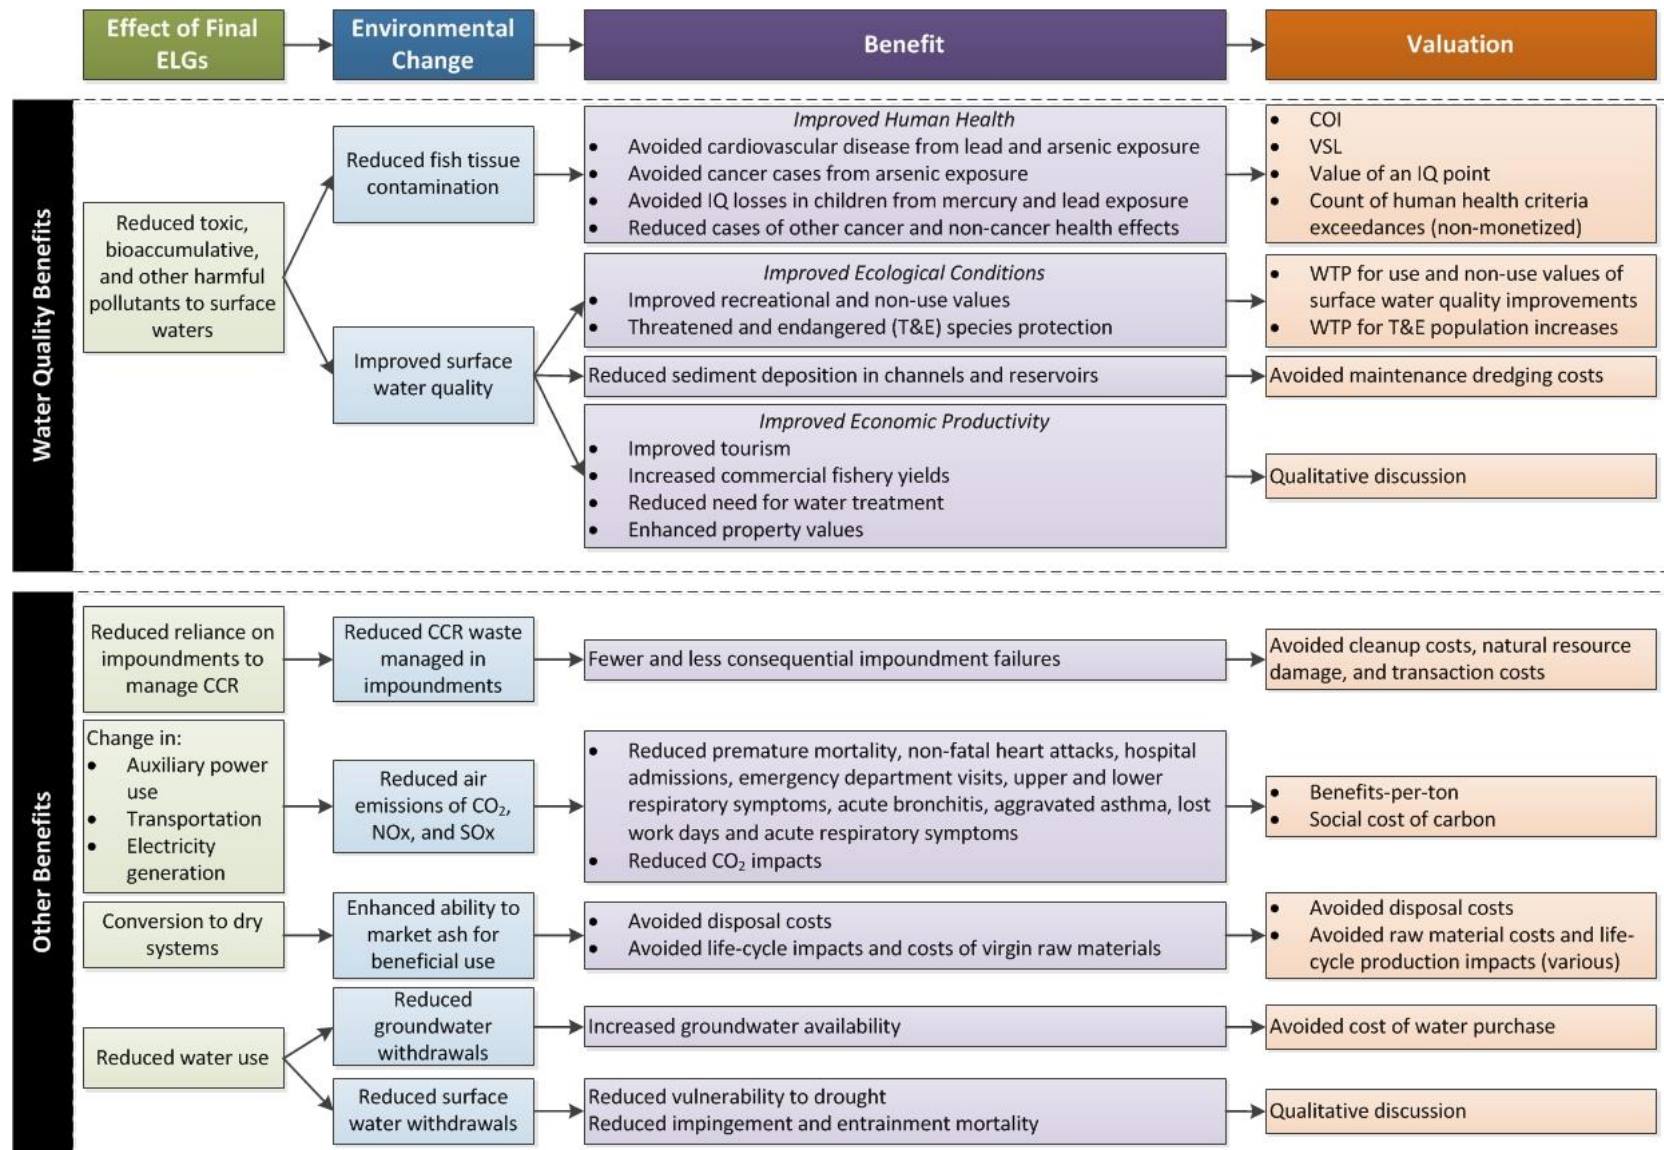 Effect of Final
ELGs
Environmental
Change
Benefit
Valuation
Water Quality Benefits
Reduced toxic,
bioaccumulative,
and other harmful
pollutants to surface
waters
Reduced fish tissue
contamination
Improved Human Health
• Avoided cardiovascular disease from lead and arsenic exposure
• Avoided cancer cases from arsenic exposure
• Avoided IQ losses in children from mercury and lead exposure
• Reduced cases of other cancer and non-cancer health effects
• COI
• VSL
• Value of an IQ point
• Count of human health criteria
exceedances (non-monetized)
Improved surface
water quality
Improved Ecological Conditions
• Improved recreational and non-use values
• Threatened and endangered (T&E) species protection
• WTP for use and non-use values of
surface water quality improvements
• WTP for T&E population increases
Reduced sediment deposition in channels and reservoirs
Avoided maintenance dredging costs
Improved Economic Productivity
• Improved tourism
• Increased commercial fishery yields
• Reduced need for water treatment
• Enhanced property values
Qualitative discussion
Other Benefits
Reduced reliance on
impoundments to
manage CCR
Reduced CCR waste
managed in
impoundments
Fewer and less consequential impoundment failures
Avoided cleanup costs, natural resource
damage, and transaction costs
Change in:
• Auxiliary power
use
• Transportation
• Electricity
generation
Reduced air
emissions of CO₂,
NOx, and SOx
• Reduced premature mortality, non-fatal heart attacks, hospital
admissions, emergency department visits, upper and lower
respiratory symptoms, acute bronchitis, aggravated asthma, lost
work days and acute respiratory symptoms
• Reduced CO₂ impacts
• Benefits-per-ton
• Social cost of carbon
Conversion to dry
systems
Enhanced ability to
market ash for
beneficial use
• Avoided disposal costs
• Avoided life-cycle impacts and costs of virgin raw materials
• Avoided disposal costs
• Avoided raw material costs and life-
cycle production impacts (various)
Reduced water use
Reduced
groundwater
withdrawals
Increased groundwater availability
Avoided cost of water purchase
Reduced surface
water withdrawals
Reduced vulnerability to drought
Reduced impingement and entrainment mortality
Qualitative discussion